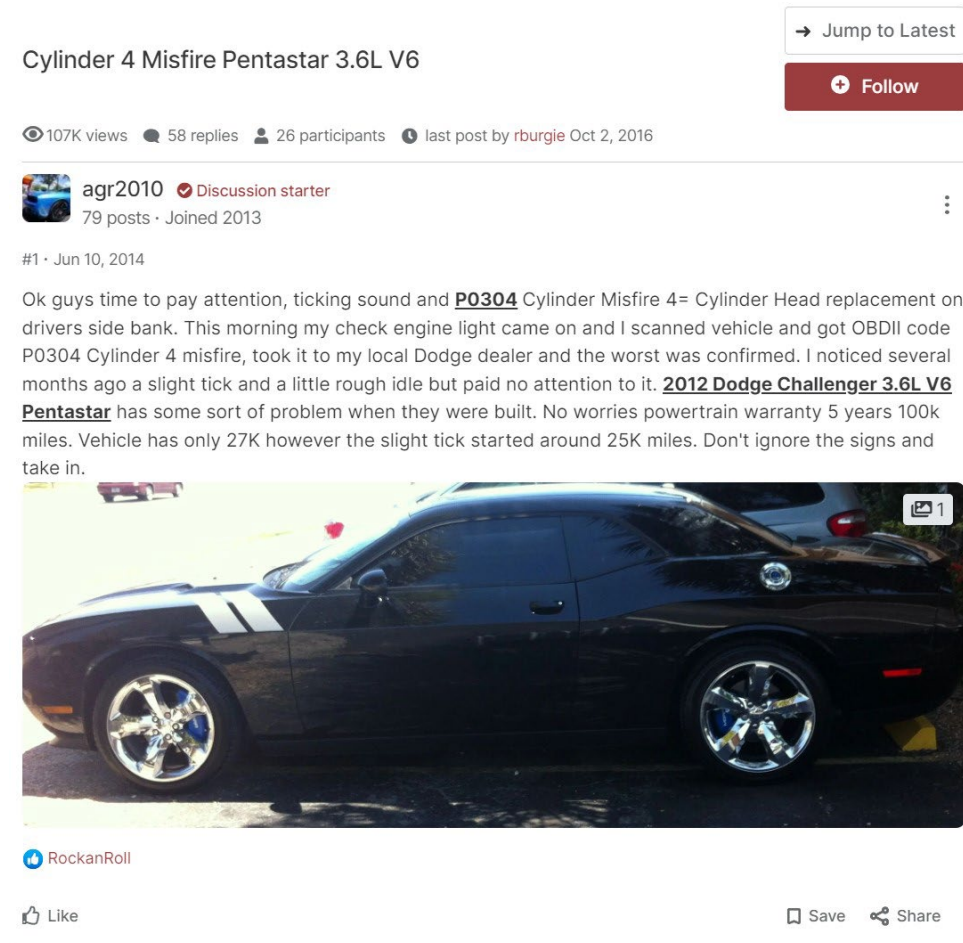 Jump to Latest
Cylinder 4 Misfire Pentastar 3.6L V6
Follow
107K views 58 replies 26 participants last post by rburgie Oct 2, 2016
agr2010 Discussion starter
79 posts · Joined 2013
#1 · Jun 10, 2014
Ok guys time to pay attention, ticking sound and P0304 Cylinder Misfire 4= Cylinder Head replacement on
drivers side bank. This morning my check engine light came on and I scanned vehicle and got OBDII code
P0304 Cylinder 4 misfire, took it to my local Dodge dealer and the worst was confirmed. I noticed several
months ago a slight tick and a little rough idle but paid no attention to it. 2012 Dodge Challenger 3.6L V6
Pentastar has some sort of problem when they were built. No worries powertrain warranty 5 years 100k
miles. Vehicle has only 27K however the slight tick started around 25K miles. Don't ignore the signs and
take in.
1
RockanRoll
Like Save Share